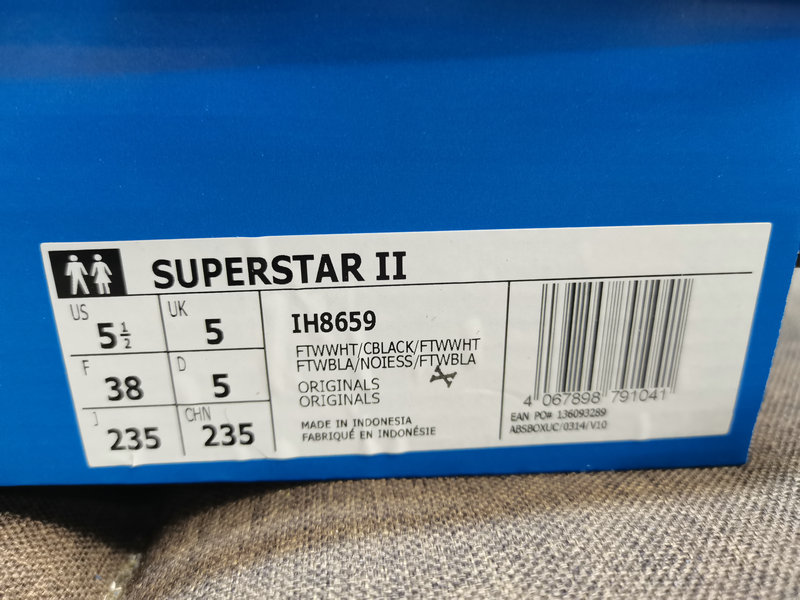 SUPERSTAR II
US 5½ UK 5
F 38 D 5
J 235 CHN 235
IH8659
FTWWHT/CBLACK/FTWWHT
FTWBLA/NOIESS/FTWBLA
ORIGINALS
ORIGINALS
MADE IN INDONESIA
FABRIQUÉ EN INDONÉSIE
4 067898 791041
EAN PO# 136093289
ABSBOXUC/0314/V10